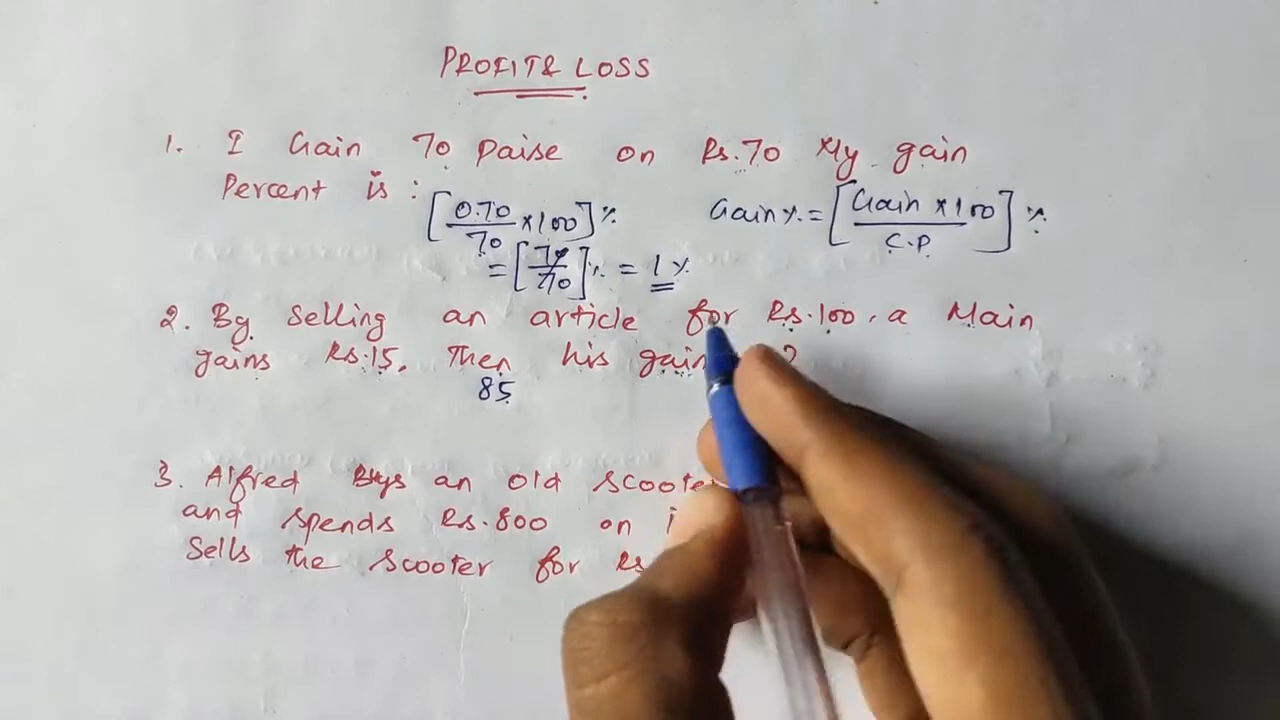 PROFIT & LOSS
1. I Gain 70 Paise on Rs.70 My gain
Percent is :
[0.70/70 ×100]%
Gain% = [Gain ×100/C.P]%
= [70/70]% = 1%
2. By Selling an article for Rs.100, a Main
gains Rs.15. Then his gain ?
85
3. Alfred Buys an old scooter
and spends Rs.800 on
Sells the Scooter for Rs